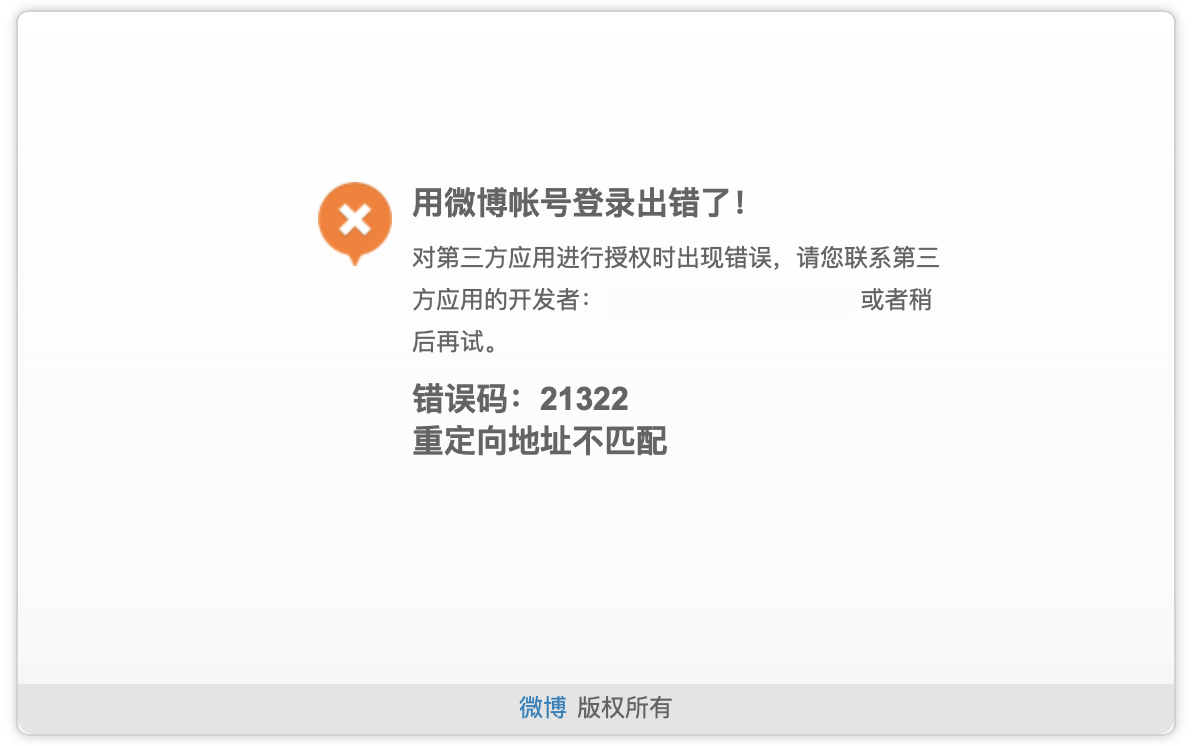 用微博帐号登录出错了！
对第三方应用进行授权时出现错误，请您联系第三
方应用的开发者： 或者稍
后再试。
错误码：21322
重定向地址不匹配
微博 版权所有